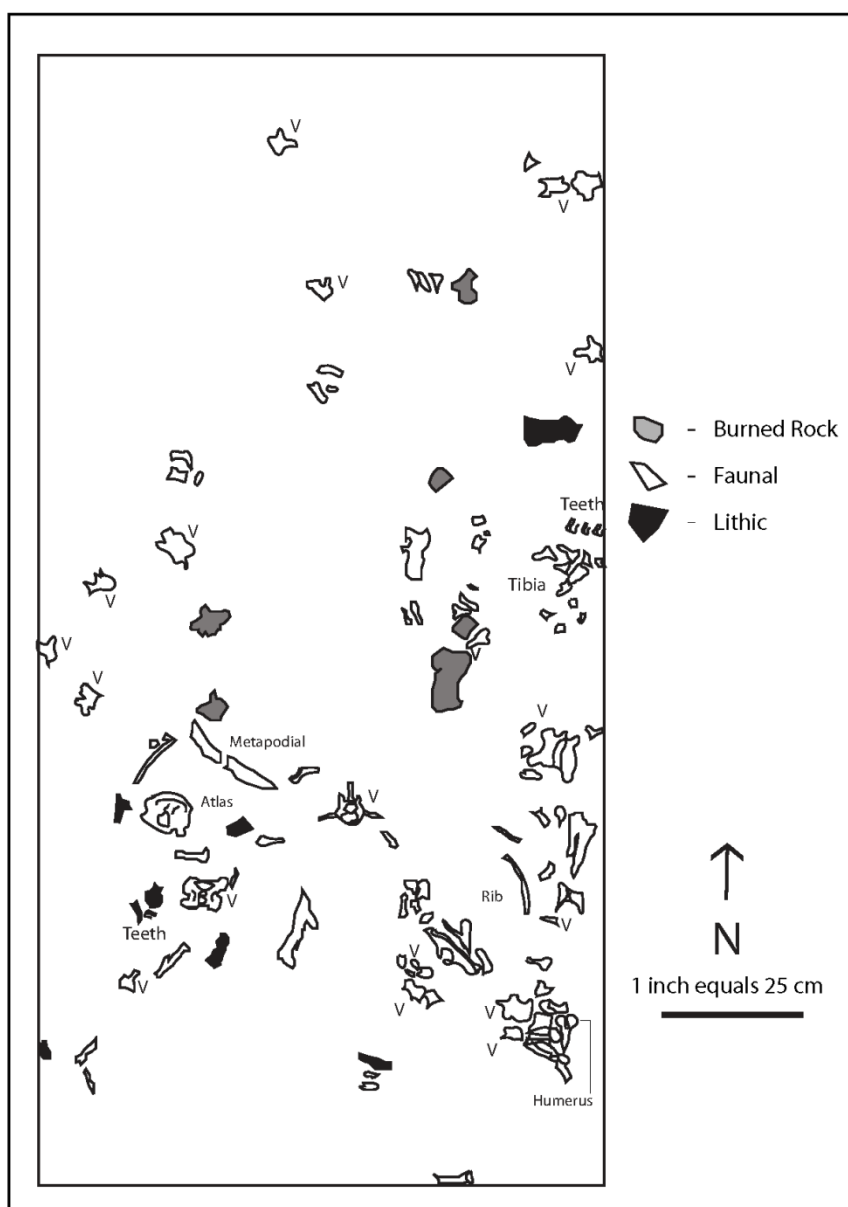 V
V
V
V
V
- Burned Rock
- Faunal
Teeth
- Lithic
V
Tibia
V
V
V
V
V
Metapodial
Atlas
V
Rib
V
V
Teeth
V
V
N
1 inch equals 25 cm
V
V
V
Humerus